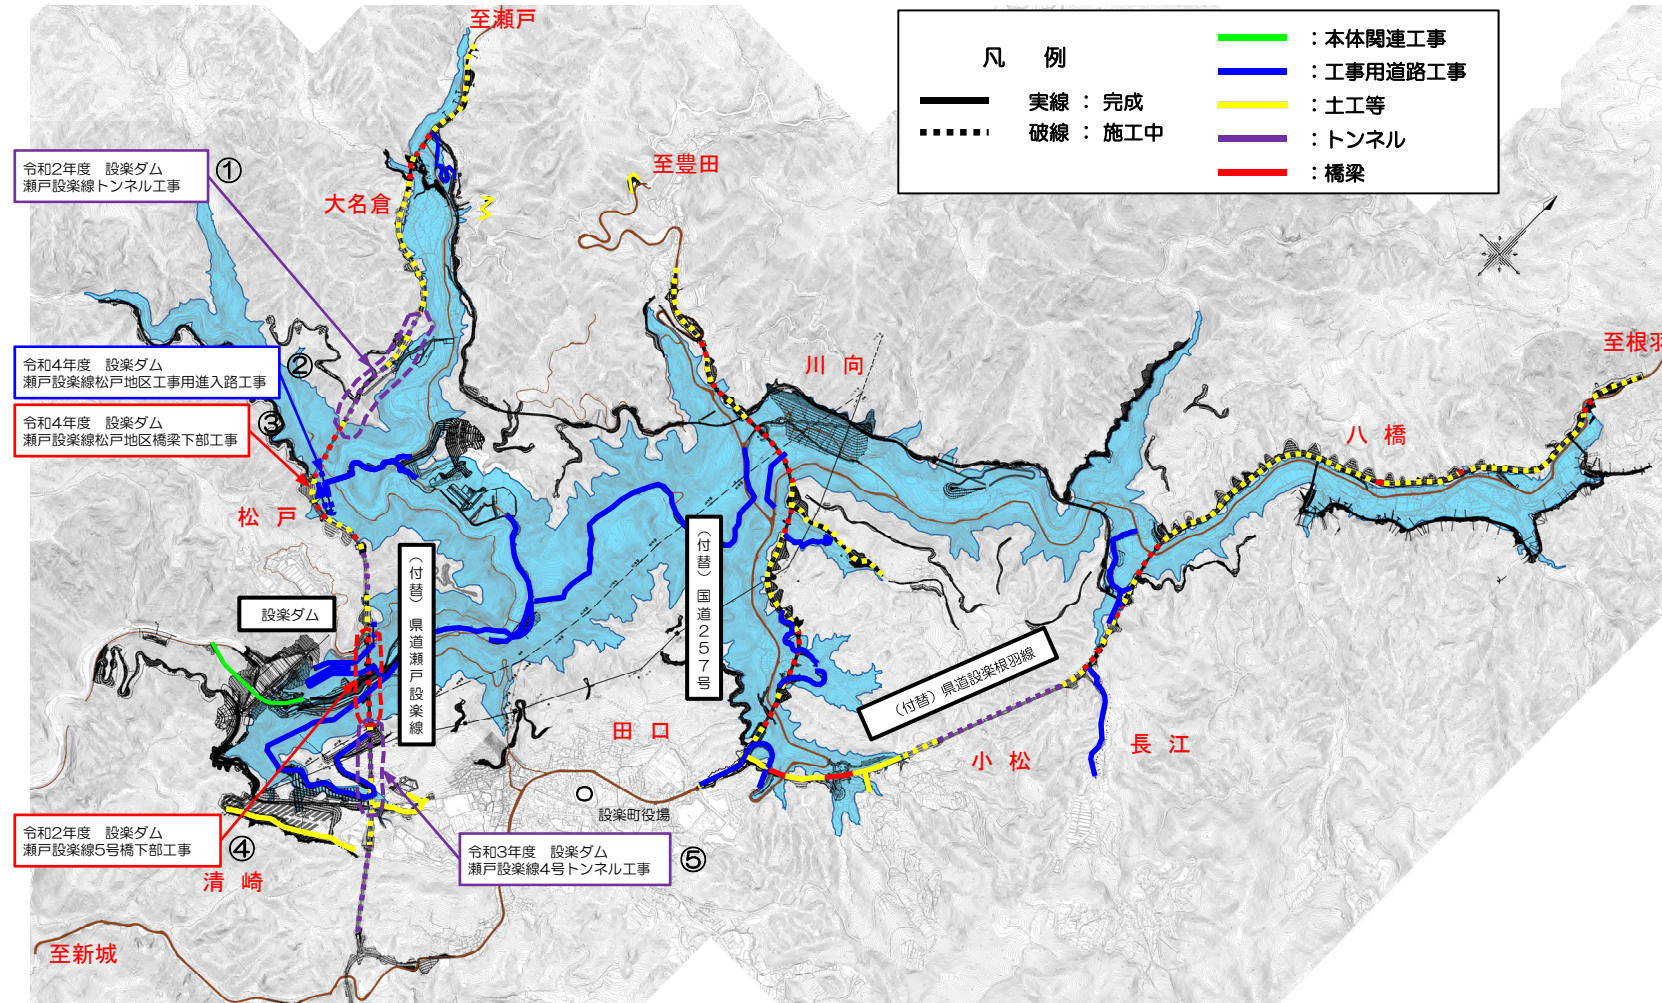 至瀬戸
凡 例
実線 ： 完成
破線 ： 施工中
：本体関連工事
：工事用道路工事
：土工等
：トンネル
：橋梁
令和2年度 設楽ダム
瀬戸設楽線トンネル工事
①
大名倉
至豊田
川 向
至根羽
八 橋
令和4年度 設楽ダム
瀬戸設楽線松戸地区工事用進入路工事
②
令和4年度 設楽ダム
瀬戸設楽線松戸地区橋梁下部工事
③
松 戸
設楽ダム
（付替）県道瀬戸設楽線
（付替）国道257号
（付替）県道設楽根羽線
田 口
小 松
長 江
設楽町役場
令和2年度 設楽ダム
瀬戸設楽線5号橋下部工事
④
清 崎
令和3年度 設楽ダム
瀬戸設楽線4号トンネル工事
⑤
至新城